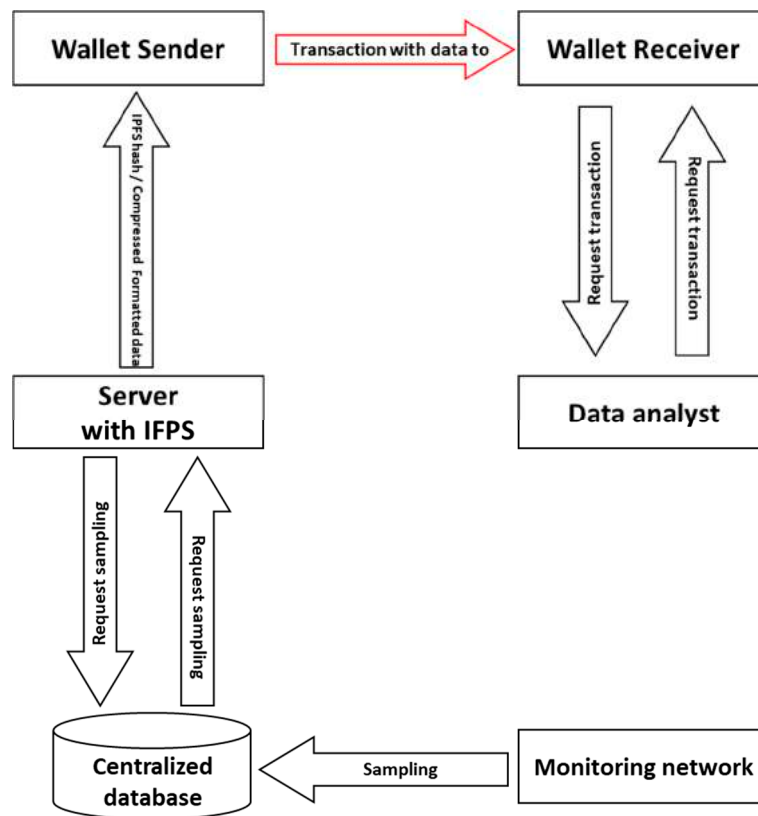 Wallet Sender
Transaction with data to
Wallet Receiver
IPFS hash / Compressed Formatted data
Request transaction
Request transaction
Server
with IFPS
Data analyst
Request sampling
Request sampling
Centralized
database
Sampling
Monitoring network